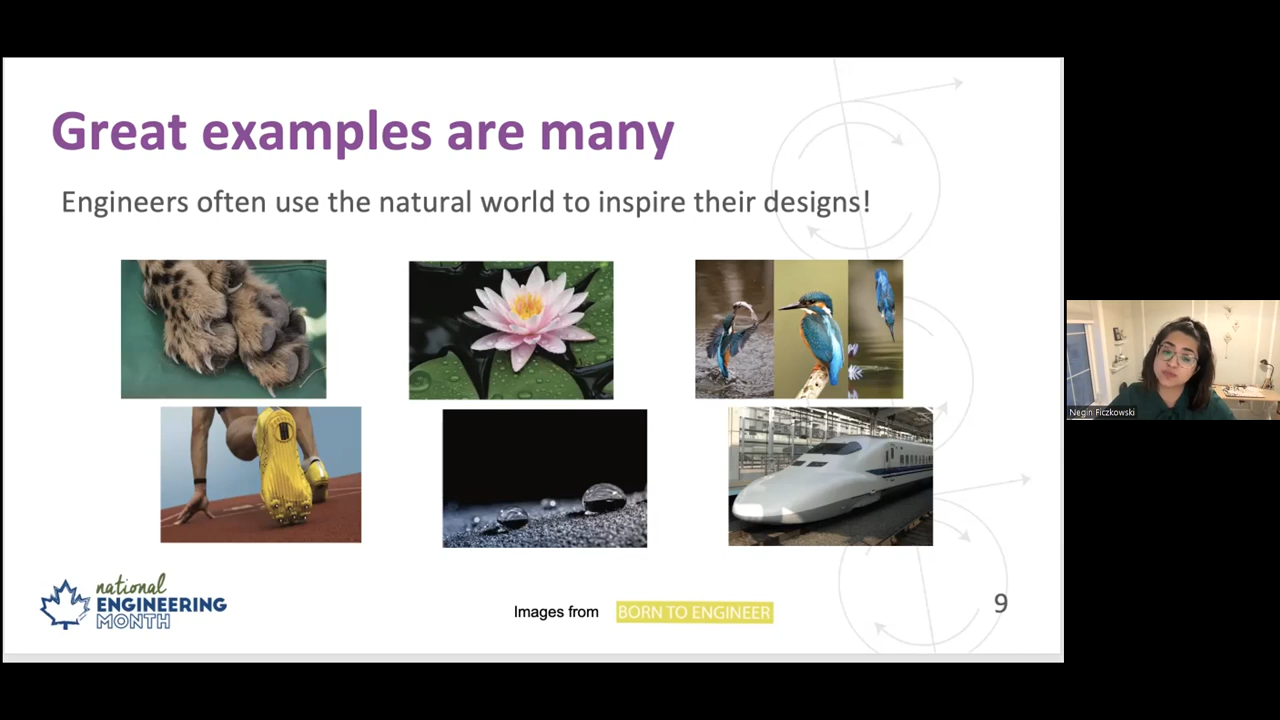 Great examples are many
Engineers often use the natural world to inspire their designs!
national
ENGINEERING
MONTH
Images from BORN TO ENGINEER
9
Negin Ficzkowski